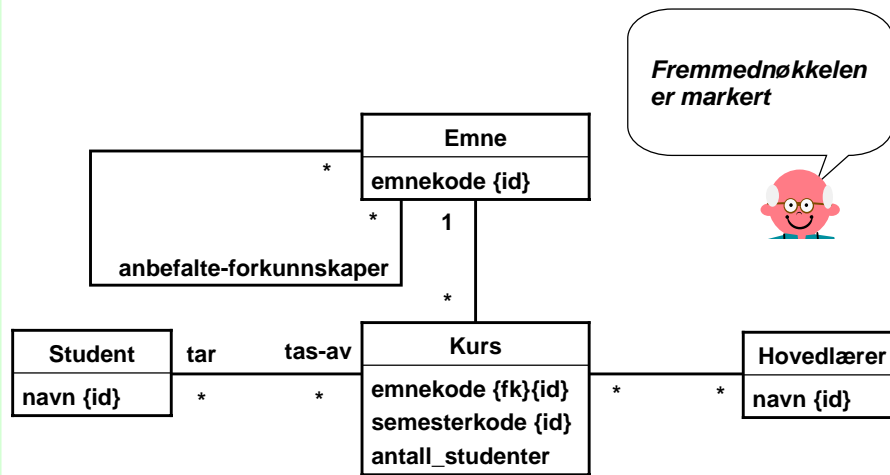 Fremmednøkkelen
er markert
Emne
*
emnekode {id}
*
1
anbefalte-forkunnskaper
*
Student
tar
tas-av
Kurs
Hovedlærer
navn {id}
*
*
emnekode {fk}{id}
*
*
navn {id}
semesterkode {id}
antall_studenter